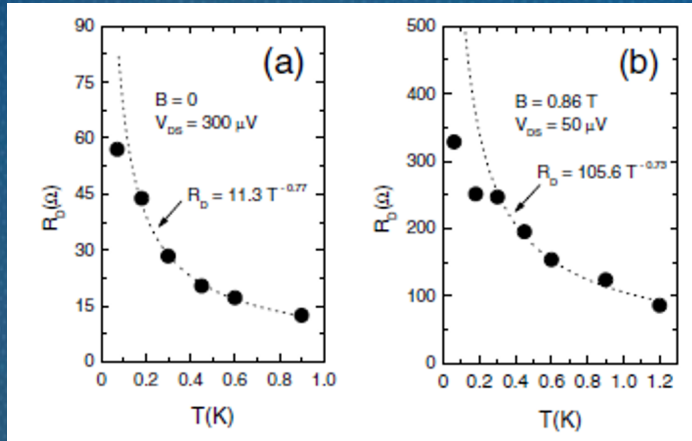 (a)
B = 0
V_DS = 300 μV
R_D = 11.3 T^-0.77
R_D(Ω)
90
75
60
45
30
15
0
0 0.2 0.4 0.6 0.8 1.0
T(K)
(b)
B = 0.86 T
V_DS = 50 μV
R_D = 105.6 T^-0.73
R_D(Ω)
500
400
300
200
100
0
0 0.2 0.4 0.6 0.8 1.0 1.2
T(K)